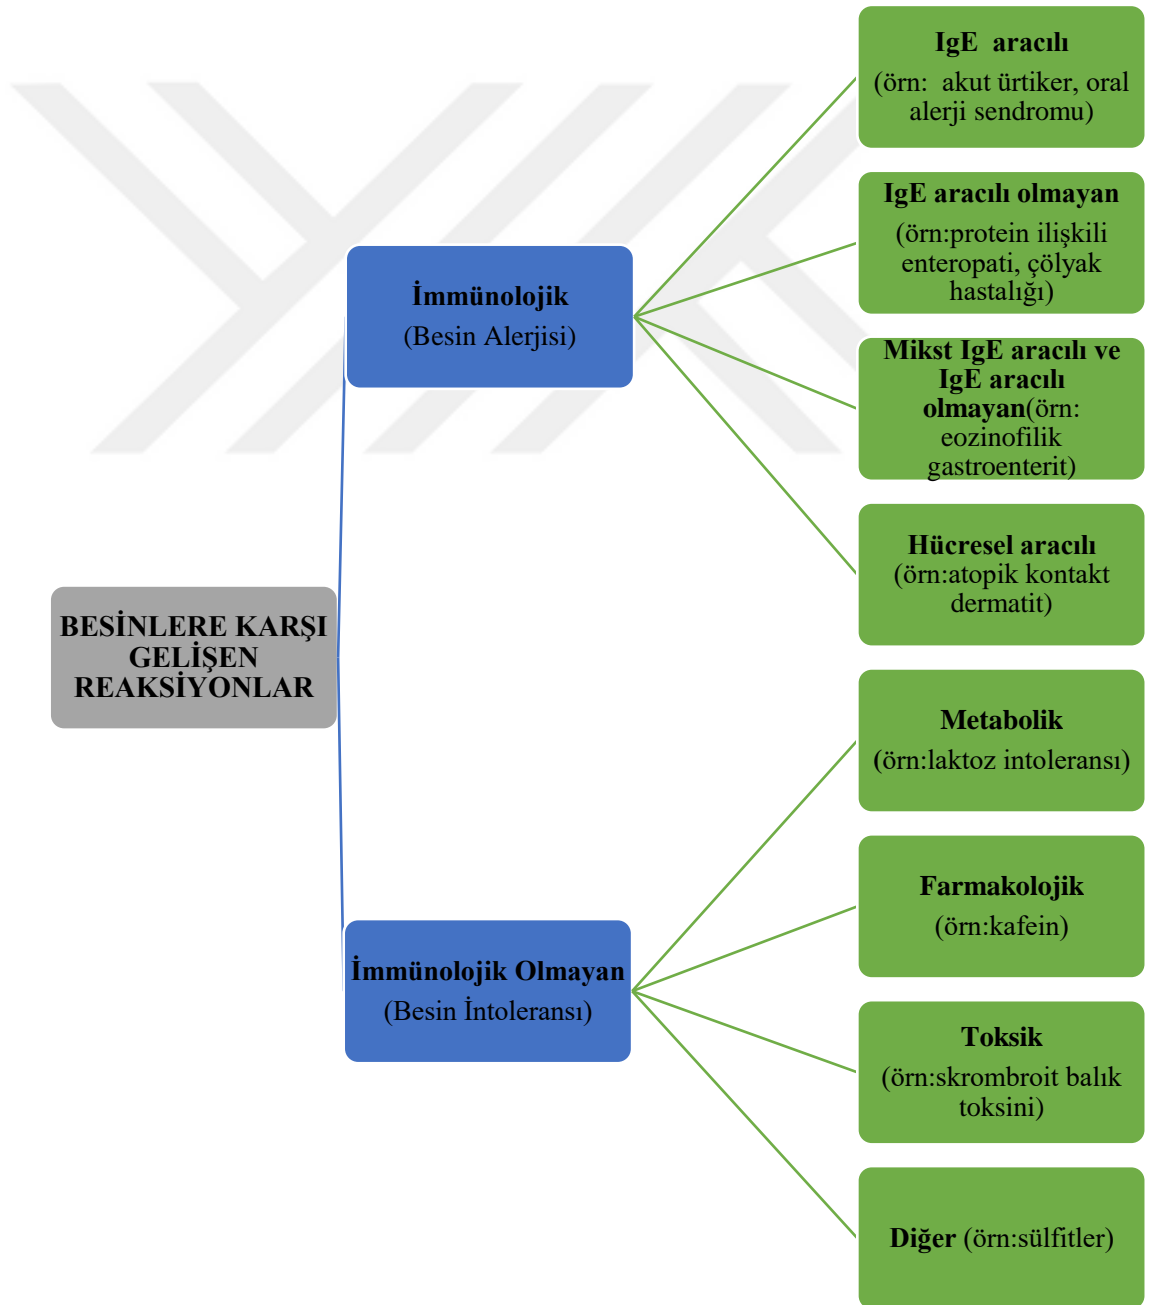 BESİNLERE KARŞI
GELİŞEN
REAKSİYONLAR
İmmünolojik
(Besin Alerjisi)
IgE aracılı
(örn: akut ürtiker, oral
alerji sendromu)
IgE aracılı olmayan
(örn:protein ilişkili
enteropati, çölyak
hastalığı)
Mikst IgE aracılı ve
IgE aracılı
olmayan(örn:
eozinofilik
gastroenterit)
Hücresel aracılı
(örn:atopik kontakt
dermatit)
İmmünolojik Olmayan
(Besin İntoleransı)
Metabolik
(örn:laktoz intoleransı)
Farmakolojik
(örn:kafein)
Toksik
(örn:skrombroit balık
toksini)
Diğer (örn:sülfitler)